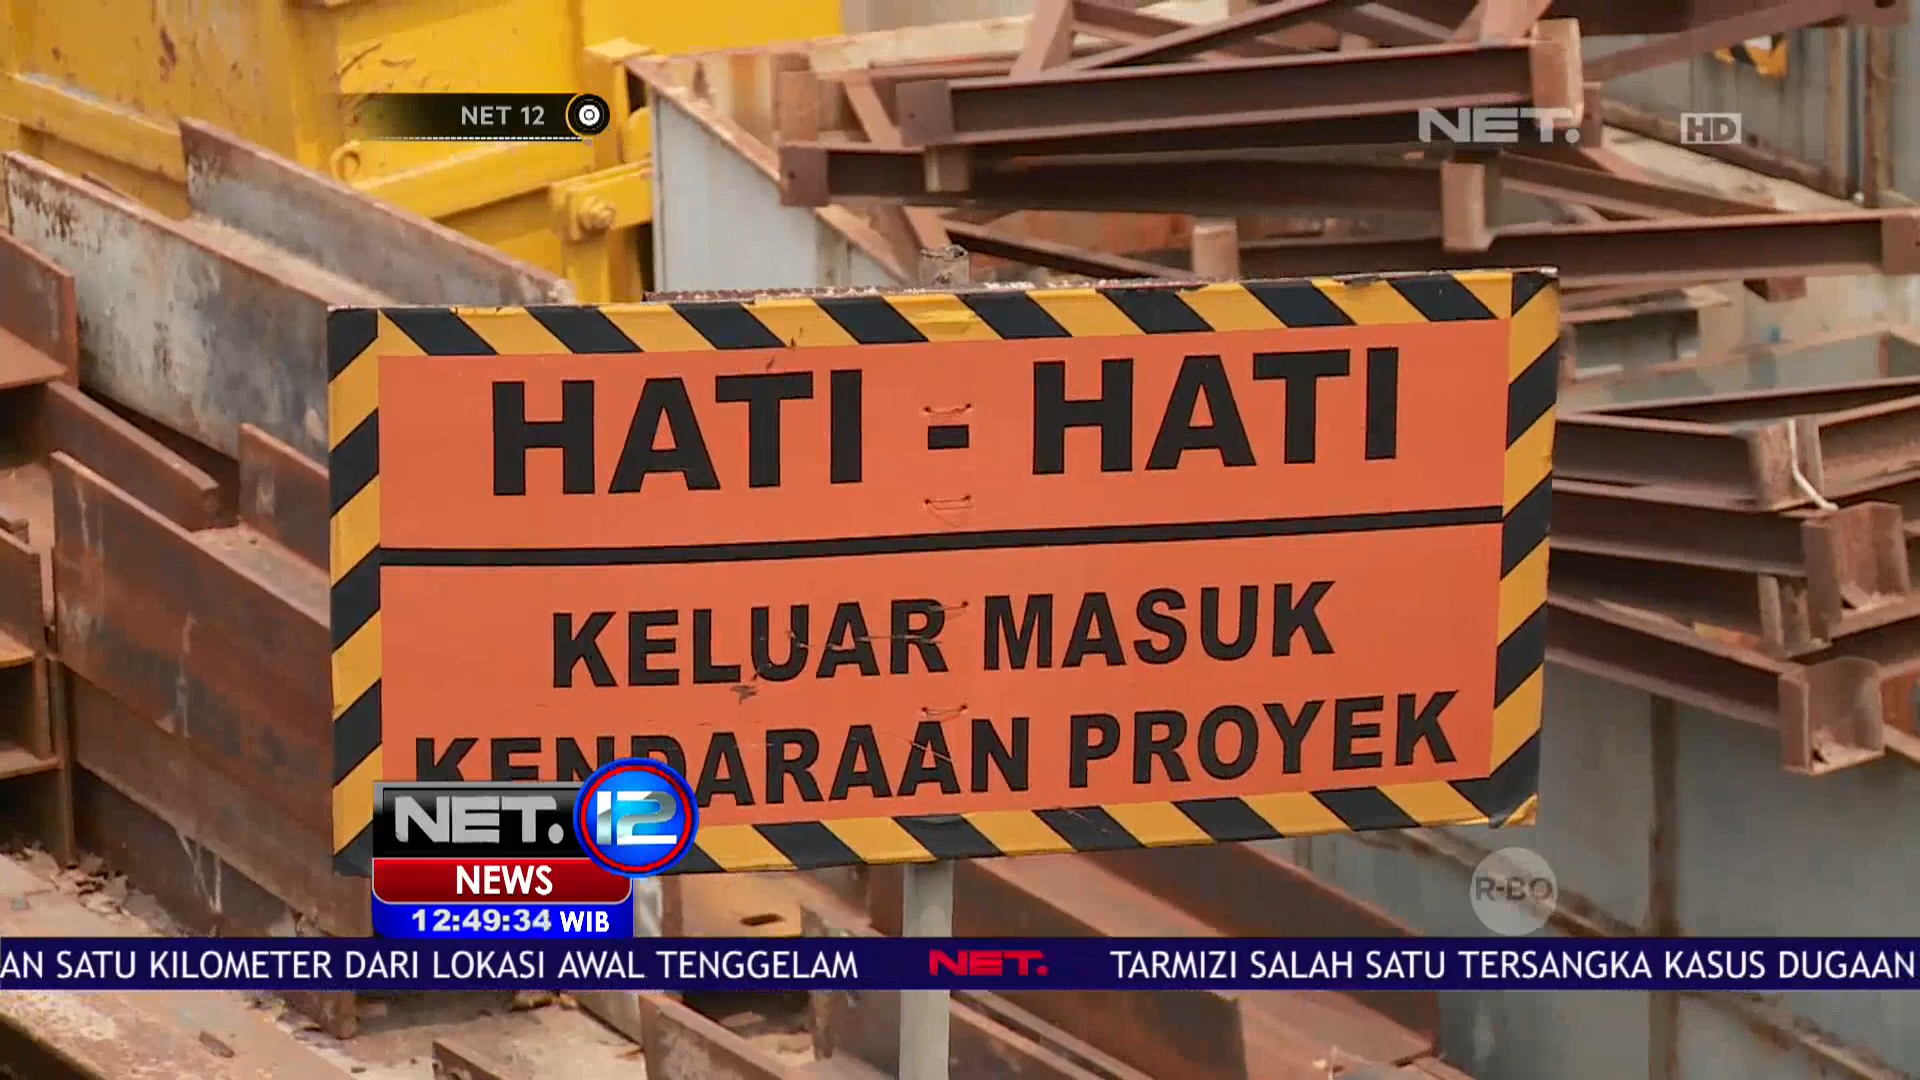 NET 12
NET.
HD
HATI - HATI
KELUAR MASUK
KENDARAAN PROYEK
NET. 12
NEWS
12:49:34 WIB
R-BO
AN SATU KILOMETER DARI LOKASI AWAL TENGGELAM NET. TARMIZI SALAH SATU TERSANGKA KASUS DUGAAN